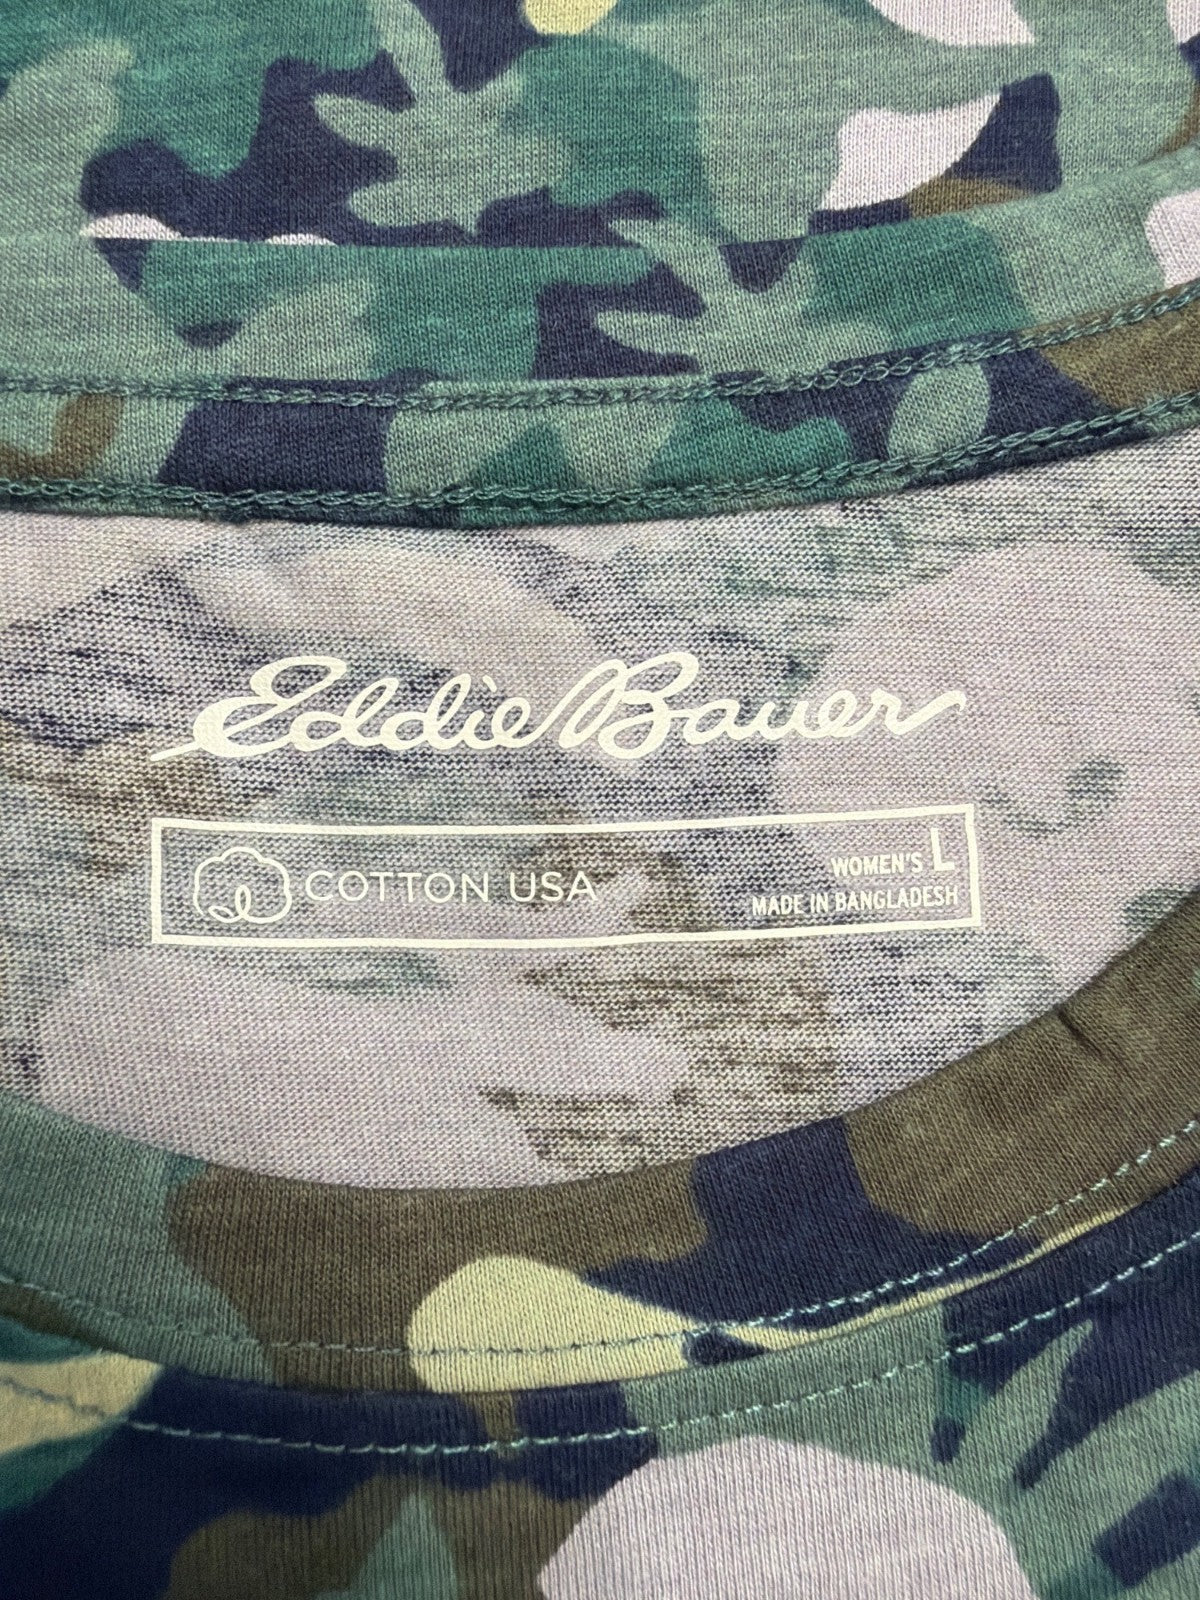 Eddie Bauer
COTTON USA
WOMEN'S L
MADE IN BANGLADESH